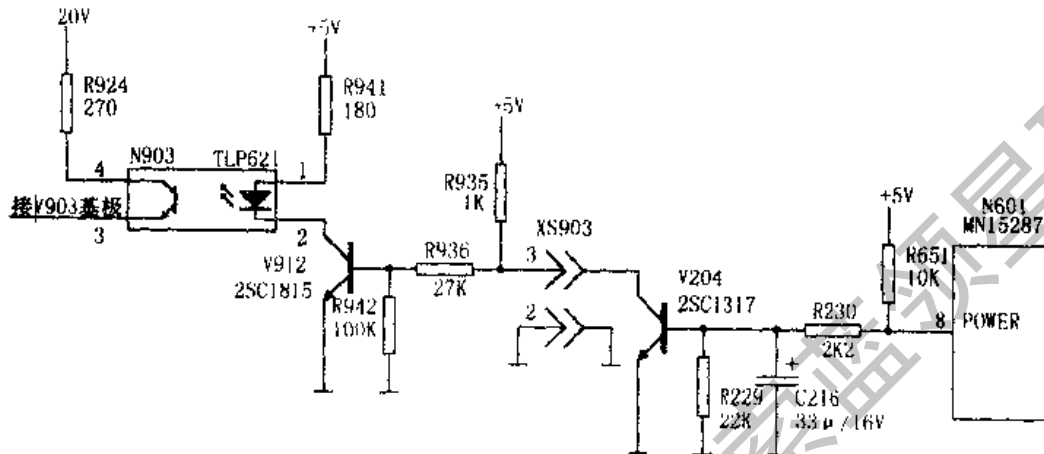 20V
+5V
R924
270
R941
180
+5V
N903
TLP621
4
1
接V903基极
3
2
R935
1K
XS903
3
+5V
N601
MN15287
R651
10K
V912
2SC1815
R936
27K
V204
2SC1317
R942
100K
2
R230
2K2
8
POWER
R229
22K
+
C216
33μ/16V